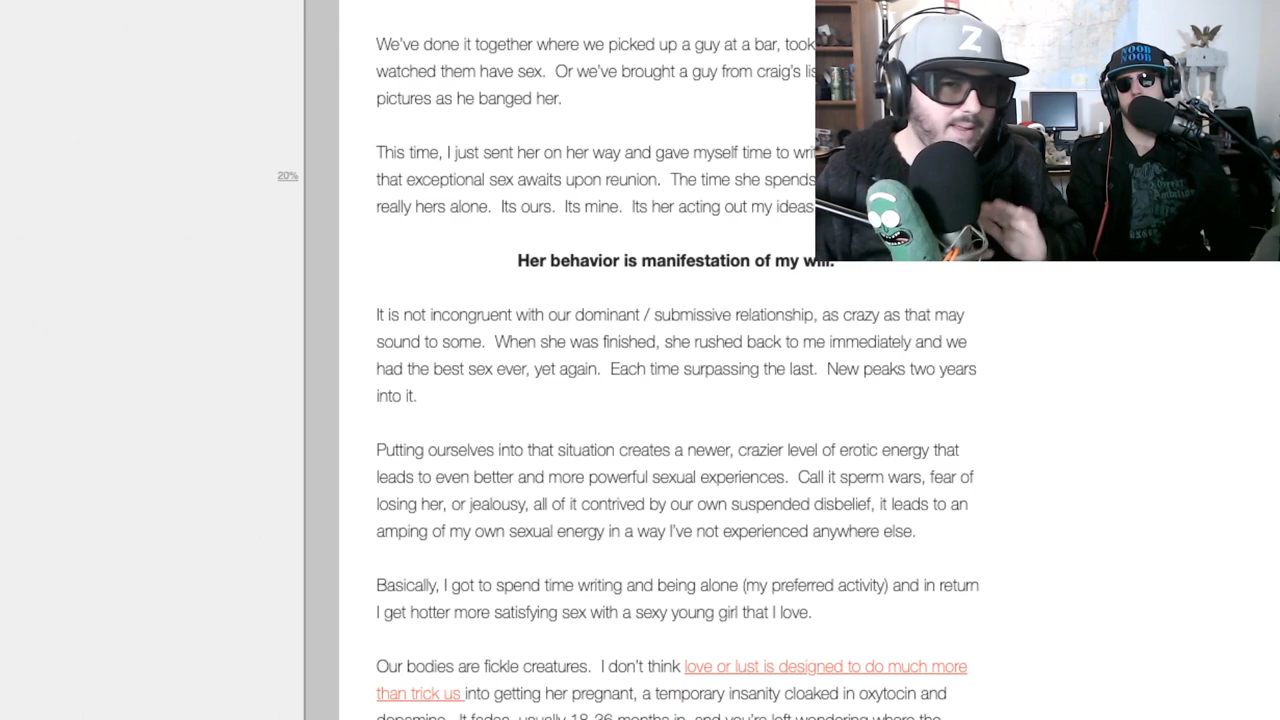 We've done it together where we picked up a guy at a bar, took
watched them have sex.  Or we've brought a guy from craig's
pictures as he banged her.
This time, I just sent her on her way and gave myself time to
that exceptional sex awaits upon reunion.  The time she spends
really hers alone.  Its ours.  Its mine.  Its her acting out my ideas
20%
Her behavior is manifestation of my will.
It is not incongruent with our dominant / submissive relationship, as crazy as that may
sound to some.  When she was finished, she rushed back to me immediately and we
had the best sex ever, yet again.  Each time surpassing the last.  New peaks two years
into it.
Putting ourselves into that situation creates a newer, crazier level of erotic energy that
leads to even better and more powerful sexual experiences.  Call it sperm wars, fear of
losing her, or jealousy, all of it contrived by our own suspended disbelief, it leads to an
amping of my own sexual energy in a way I've not experienced anywhere else.
Basically, I got to spend time writing and being alone (my preferred activity) and in return
I get hotter more satisfying sex with a sexy young girl that I love.
Our bodies are fickle creatures.  I don't think love or lust is designed to do much more
than trick us into getting her pregnant, a temporary insanity cloaked in oxytocin and
Z
NOOB
NOOB